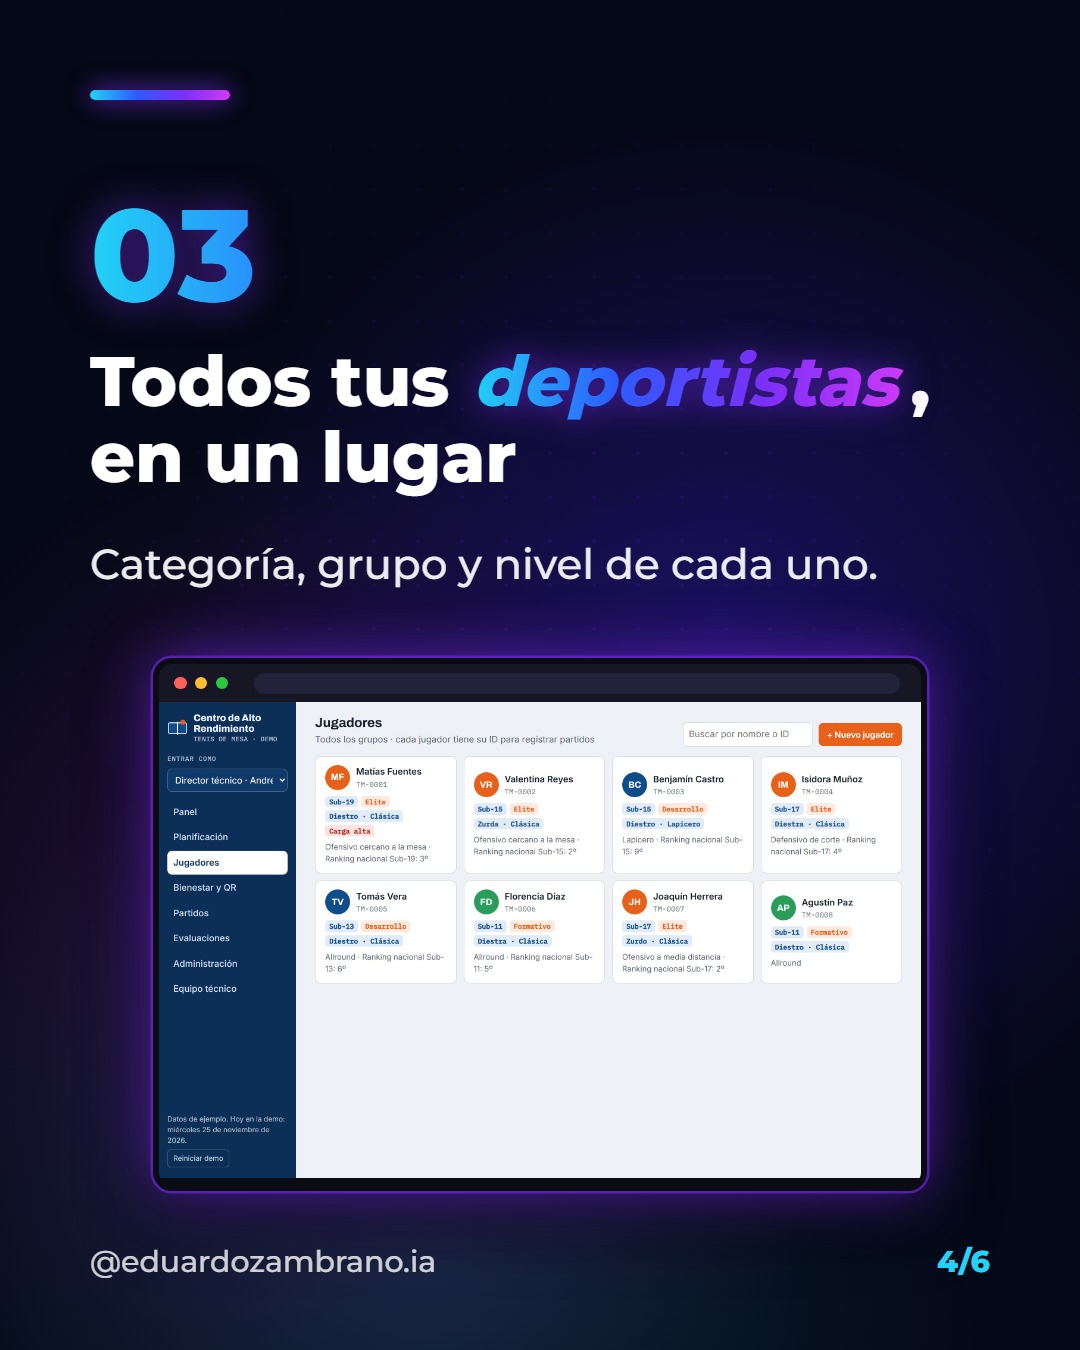 03
Todos tus deportistas,
en un lugar
Categoría, grupo y nivel de cada uno.
Centro de Alto
Rendimiento
TENIS DE MESA · DEMO
ENTRAR COMO
Director técnico · André
Panel
Planificación
Jugadores
Bienestar y QR
Partidos
Evaluaciones
Administración
Equipo técnico
Datos de ejemplo. Hoy en la demo:
miércoles 25 de noviembre de
2026.
Reiniciar demo
Jugadores
Todos los grupos · cada jugador tiene su ID para registrar partidos
Buscar por nombre o ID
+ Nuevo jugador
MF
Matías Fuentes
TM-0001
Sub-19 Elite
Diestro · Clásica
Carga alta
Ofensivo cercano a la mesa ·
Ranking nacional Sub-19: 3º
VR
Valentina Reyes
TM-0002
Sub-15 Elite
Zurda · Clásica
Ofensivo cercano a la mesa ·
Ranking nacional Sub-15: 2º
BC
Benjamín Castro
TM-0003
Sub-15 Desarrollo
Diestro · Lapicero
Lapicero · Ranking nacional Sub-
15: 9º
IM
Isidora Muñoz
TM-0004
Sub-17 Elite
Diestra · Clásica
Defensivo de corte · Ranking
nacional Sub-17: 4º
TV
Tomás Vera
TM-0005
Sub-13 Desarrollo
Diestro · Clásica
Allround · Ranking nacional Sub-
13: 6º
FD
Florencia Díaz
TM-0006
Sub-11 Formativo
Diestra · Clásica
Allround · Ranking nacional Sub-
11: 5º
JH
Joaquín Herrera
TM-0007
Sub-17 Elite
Zurdo · Clásica
Ofensivo a media distancia ·
Ranking nacional Sub-17: 2º
AP
Agustín Paz
TM-0008
Sub-11 Formativo
Diestro · Clásica
Allround
@eduardozambrano.ia
4/6